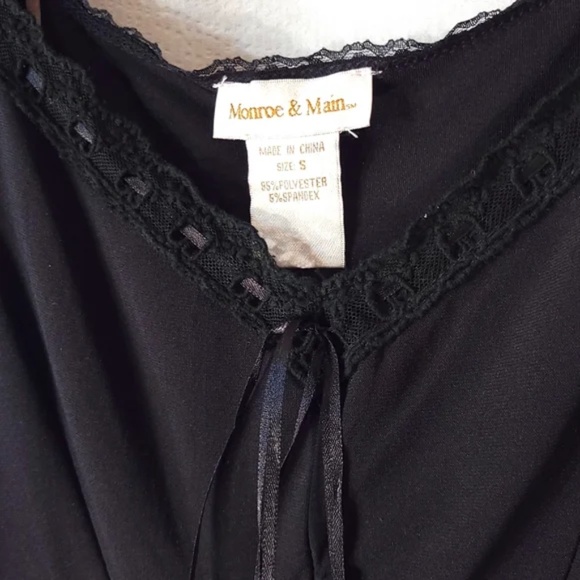 Monroe & Main
MADE IN CHINA
SIZE: S
95%POLYESTER
5%SPANDEX